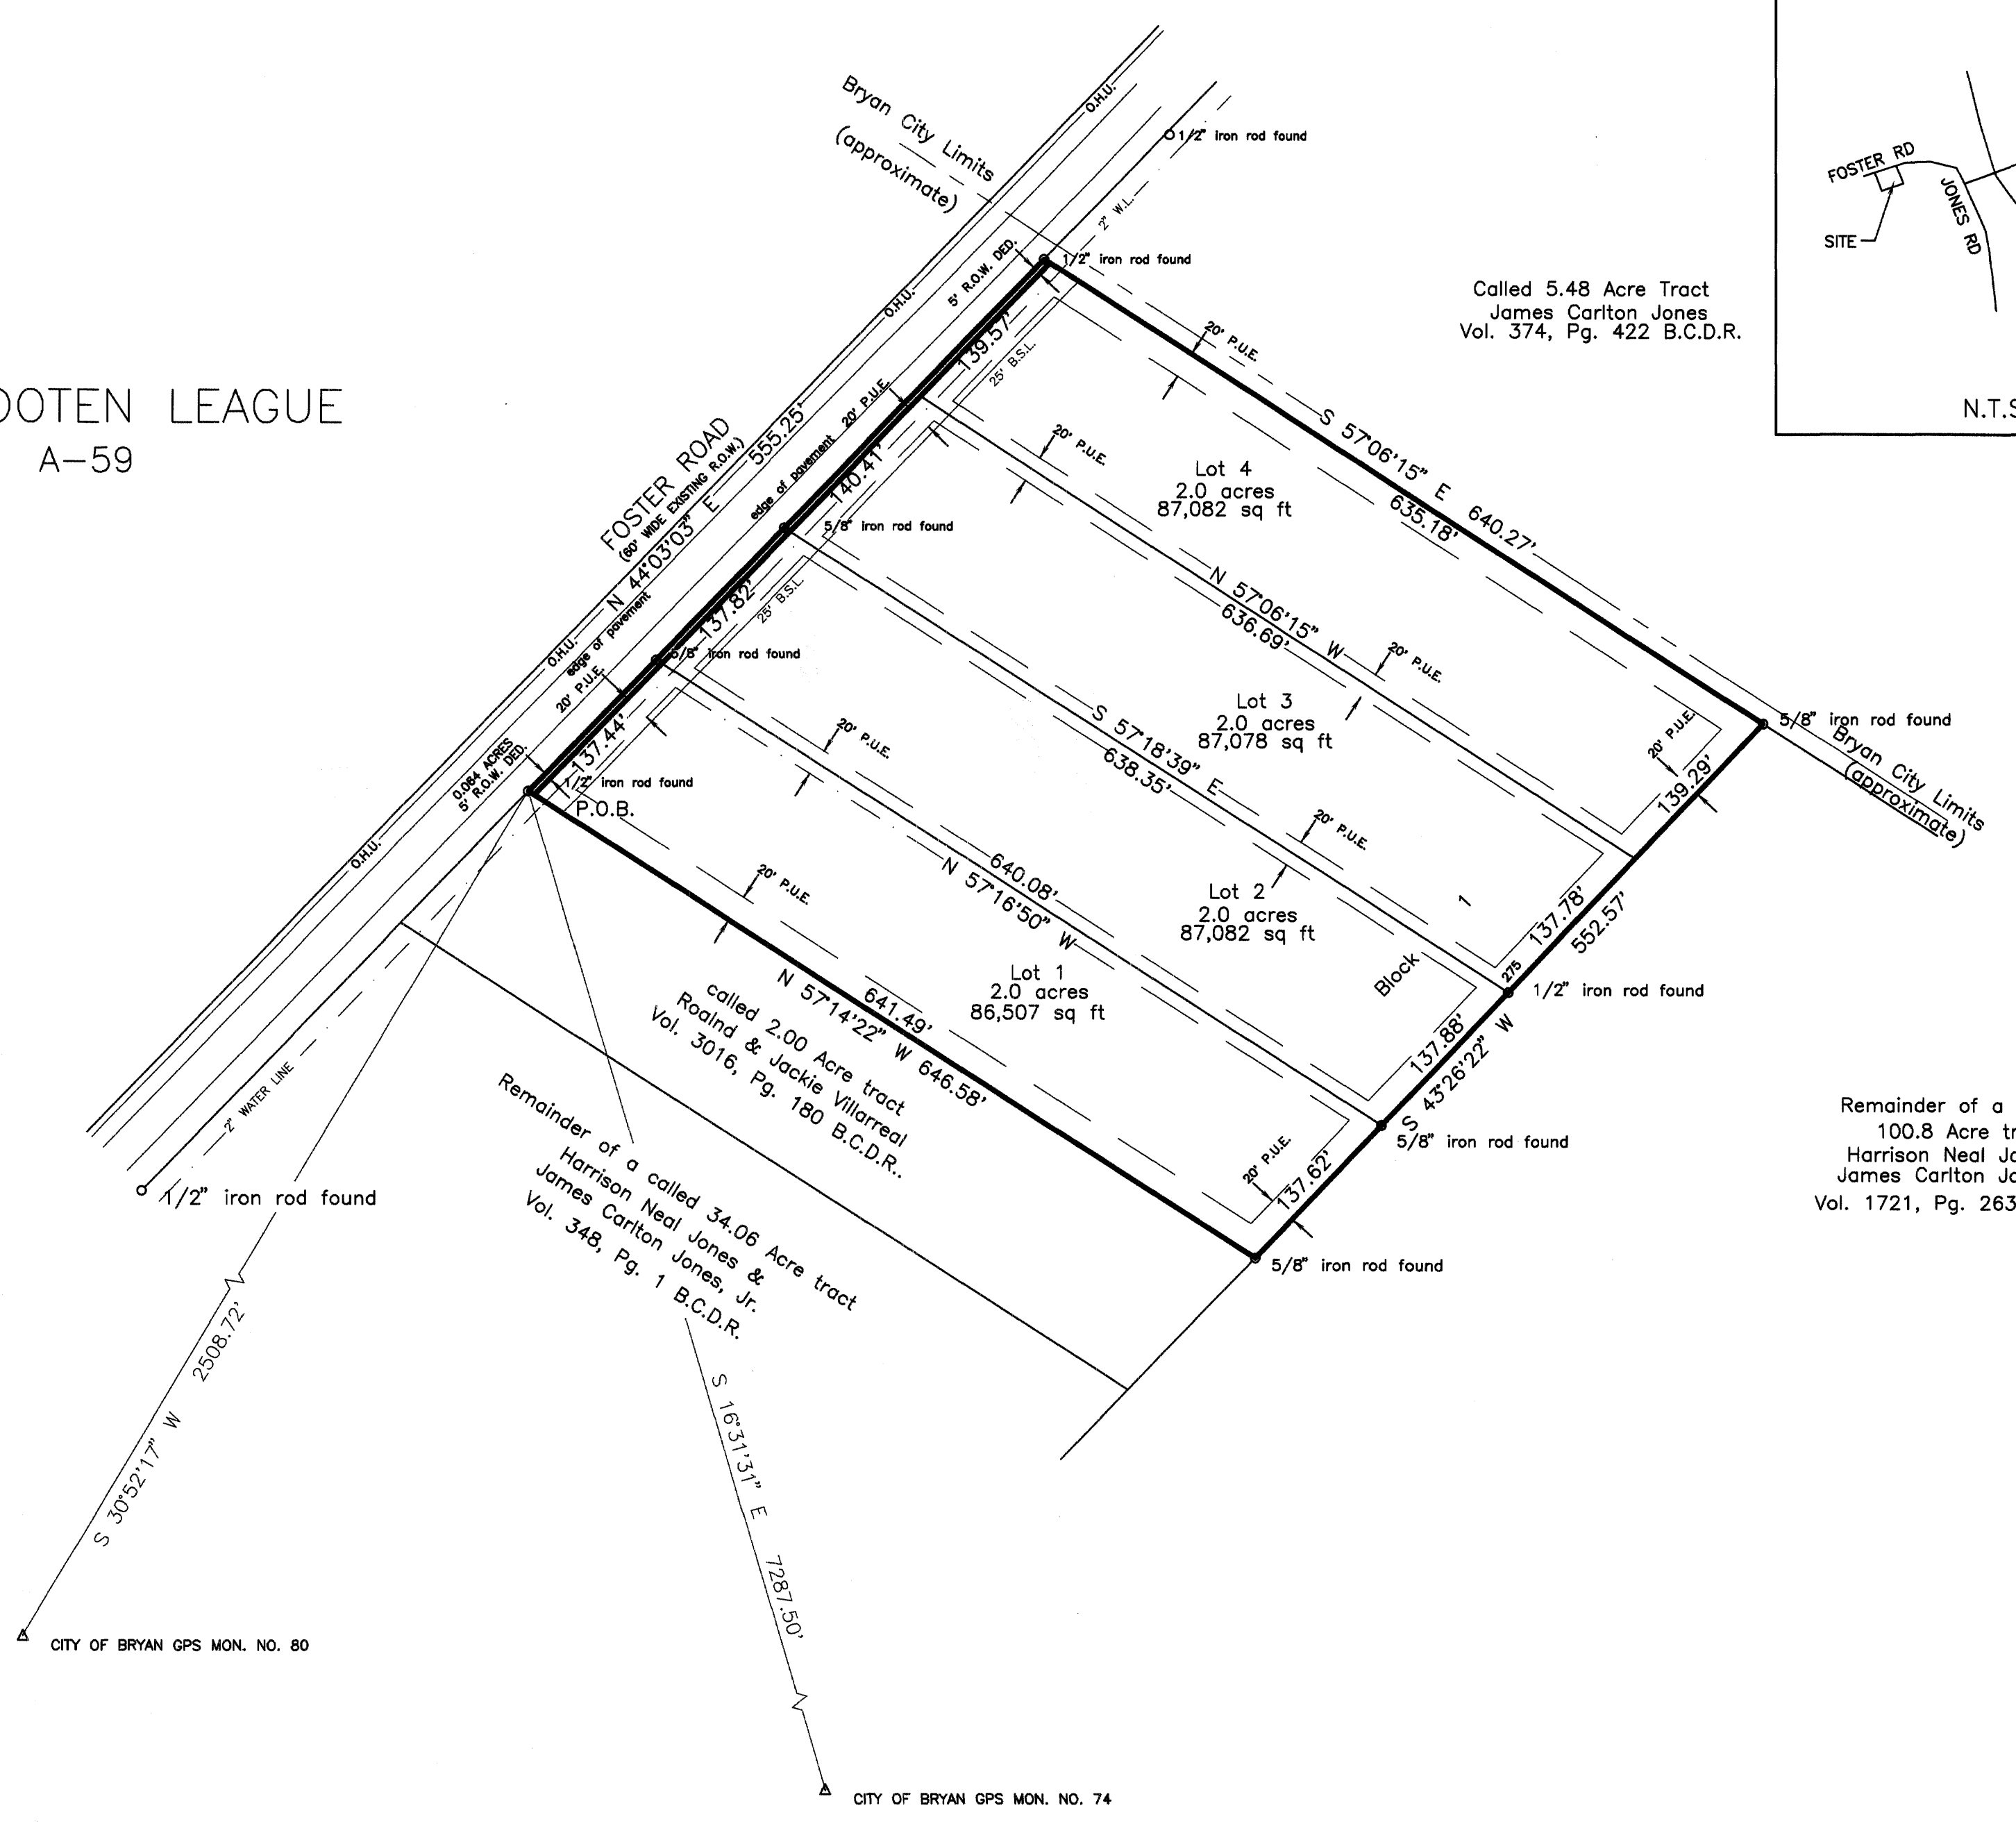 OOTEN LEAGUE
A-59
Bryan City Limits
(approximate)
O.H.U.
1/2" iron rod found
2" W.L.
5' R.O.W. DED.
1/2" iron rod found
O.H.U.
139.57'
25' B.S.L.
20' P.U.E.
Called 5.48 Acre Tract
James Carlton Jones
Vol. 374, Pg. 422 B.C.D.R.
FOSTER RD
JONES RD
SITE
N.T.S
FOSTER ROAD
(60' WIDE EXISTING R.O.W.)
N 44°03'03" E 555.25'
edge of pavement
20' P.U.E.
140.41'
5/8" iron rod found
20' P.U.E.
Lot 4
2.0 acres
87,082 sq ft
S 57°06'15" E 640.27'
635.18'
N 57°06'15" W
636.69'
20' P.U.E.
O.H.U.
edge of pavement
20' P.U.E.
137.82'
25' B.S.L.
5/8" iron rod found
137.44'
20' P.U.E.
Lot 3
2.0 acres
87,078 sq ft
S 57°18'39" E
638.35'
20' P.U.E.
20' P.U.E.
139.29'
5/8" iron rod found
Bryan City Limits
(approximate)
0.064 ACRES
5' R.O.W. DED.
1/2" iron rod found
P.O.B.
O.H.U.
20' P.U.E.
640.08'
N 57°16'50" W
Lot 2
2.0 acres
87,082 sq ft
Block 1
137.78'
552.57'
275
1/2" iron rod found
Lot 1
2.0 acres
86,507 sq ft
641.49'
N 57°14'22" W 646.58'
137.88'
S 43°26'22" W
5/8" iron rod found
20' P.U.E.
137.62'
5/8" iron rod found
called 2.00 Acre tract
Roalnd & Jackie Villarreal
Vol. 3016, Pg. 180 B.C.D.R..
Remainder of a called 34.06 Acre tract
Harrison Neal Jones &
James Carlton Jones, Jr.
Vol. 348, Pg. 1 B.C.D.R.
Remainder of a
100.8 Acre tr
Harrison Neal Jo
James Carlton Jo
Vol. 1721, Pg. 263
2" WATER LINE
1/2" iron rod found
S 30°52'17" W 2508.72'
S 16°31'31" E 7287.50'
CITY OF BRYAN GPS MON. NO. 80
CITY OF BRYAN GPS MON. NO. 74